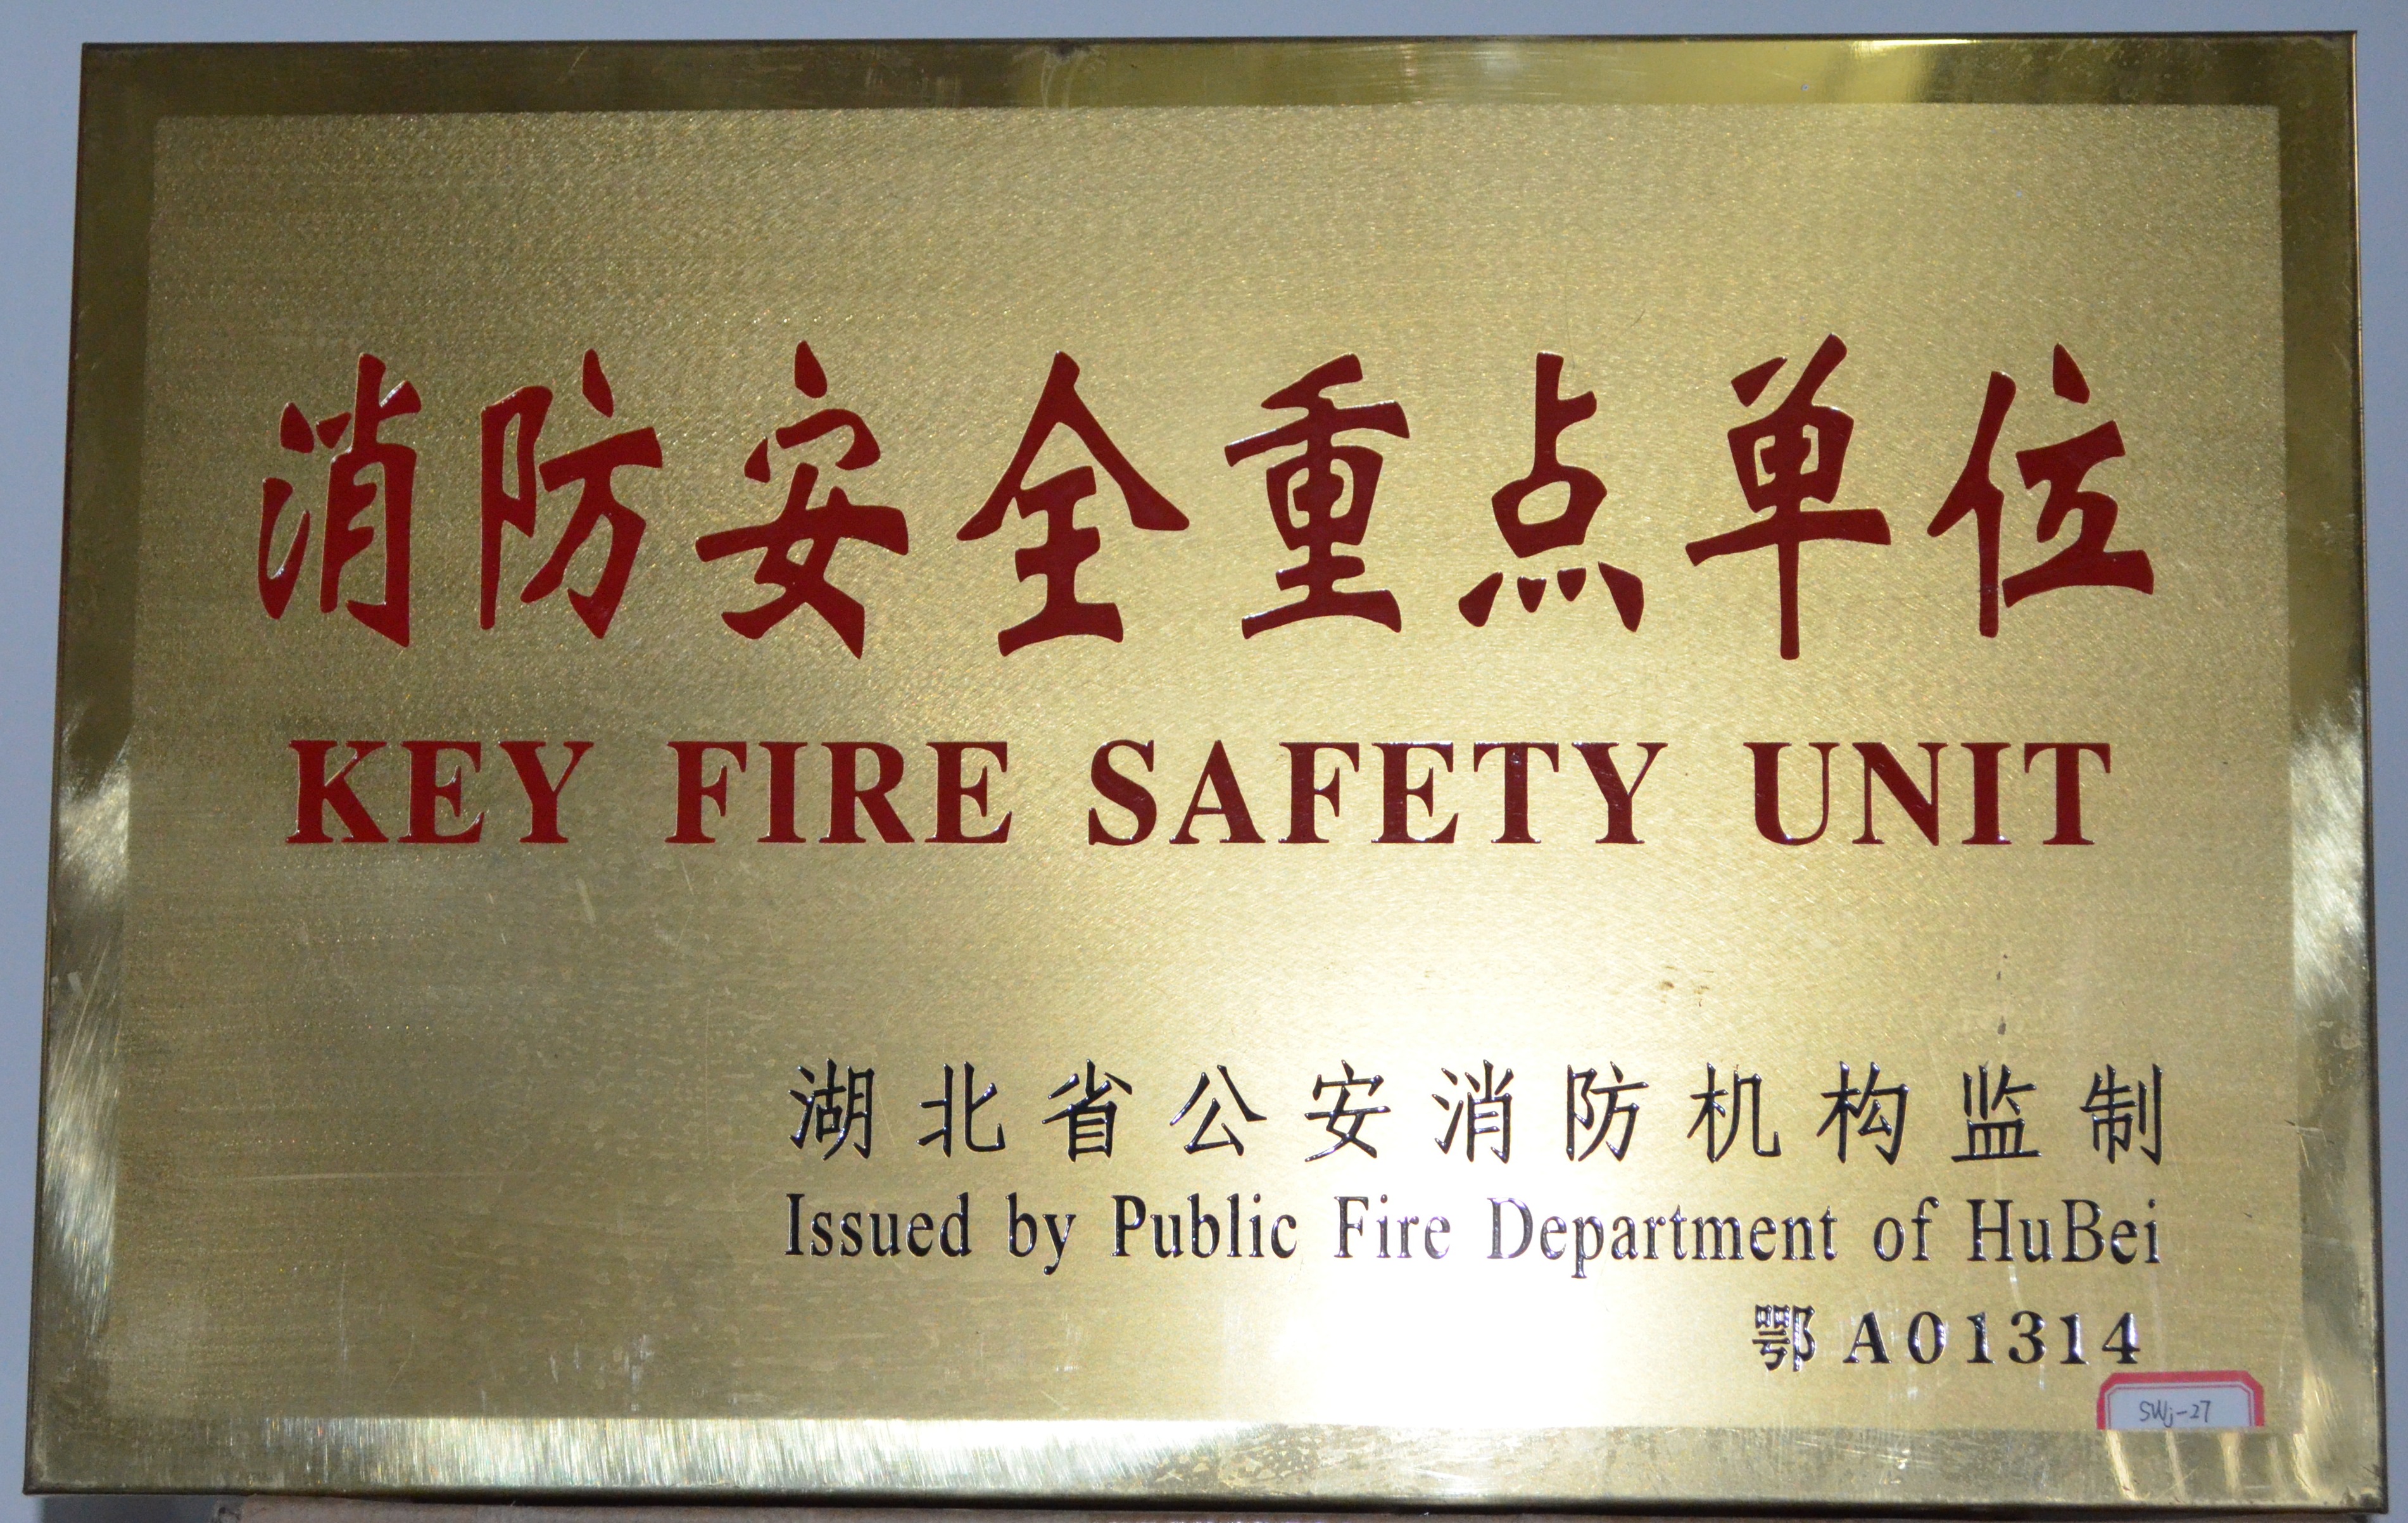 消防安全重点单位
KEY FIRE SAFETY UNIT
湖北省公安消防机构监制
Issued by Public Fire Department of HuBei
鄂 A01314
SWj-27